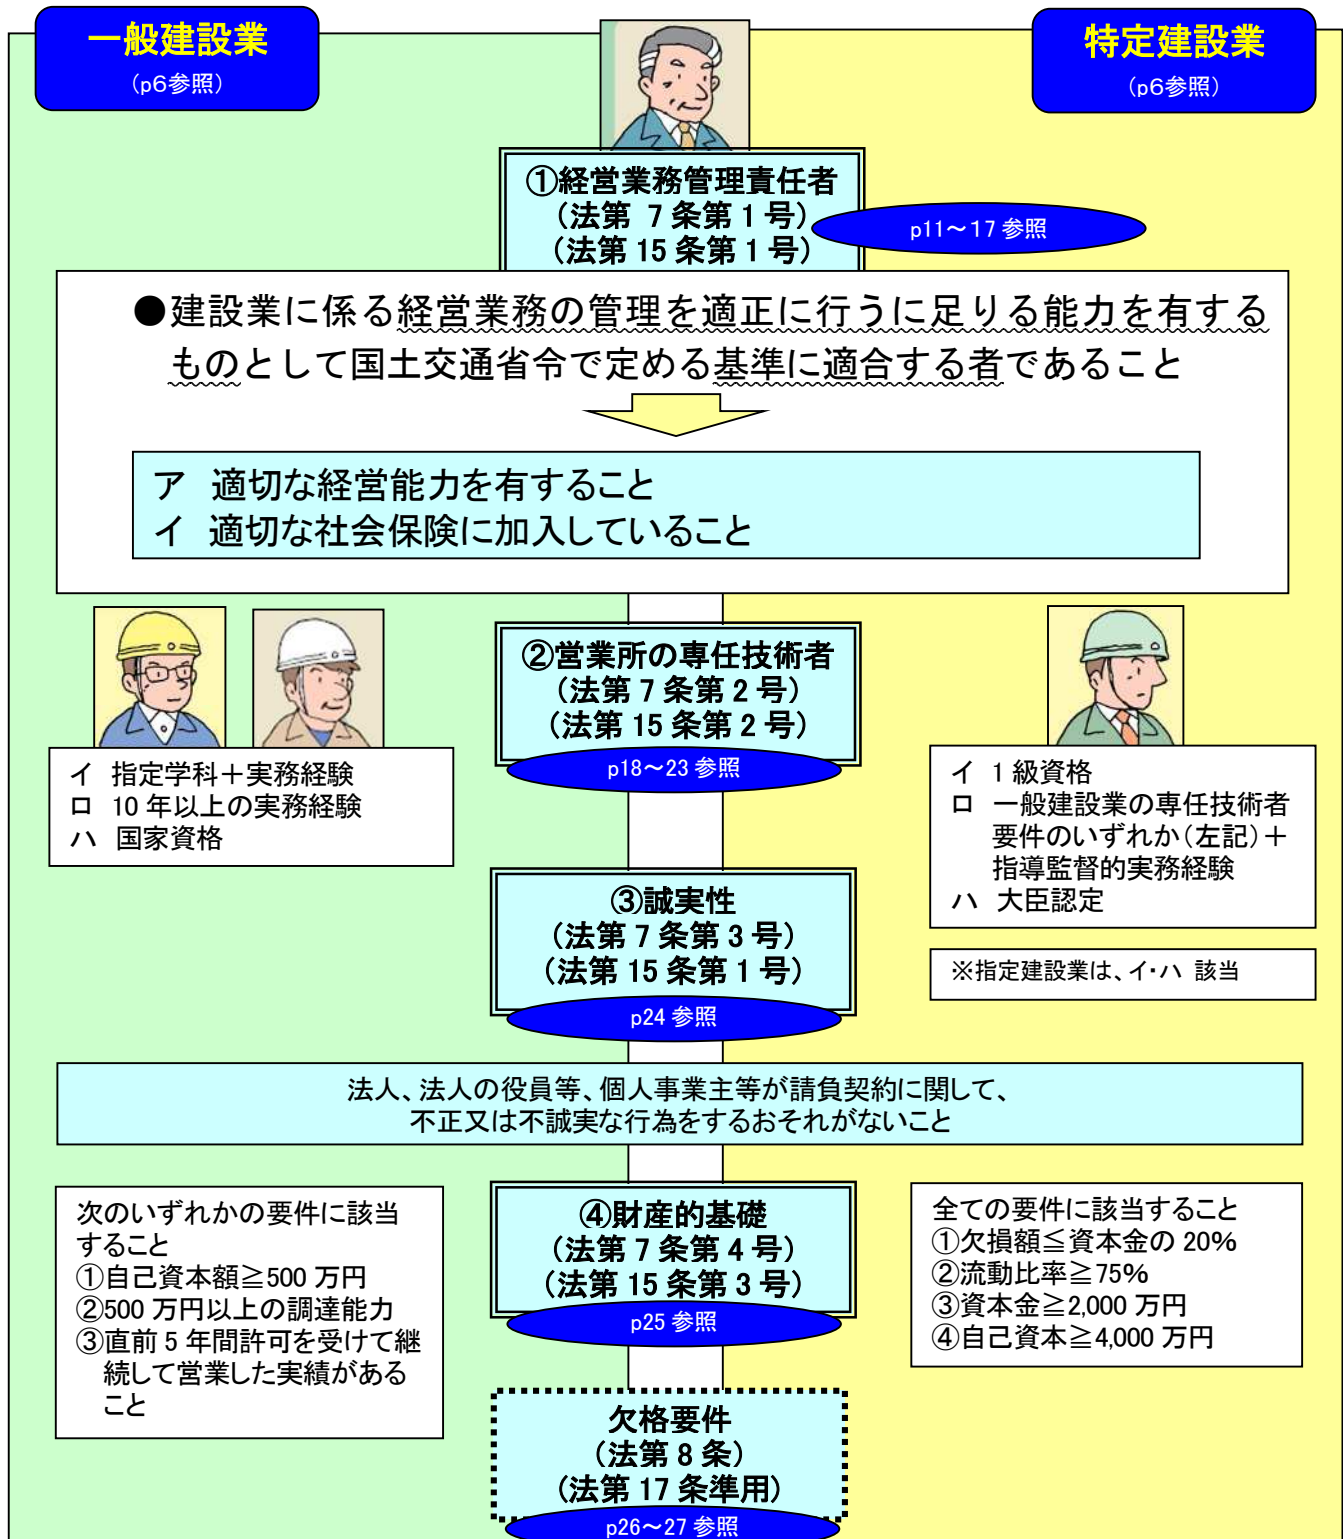 一般建設業
(p6参照)
特定建設業
(p6参照)
①経営業務管理責任者
(法第 7 条第 1 号)
(法第 15 条第 1 号)
p11～17 参照
●建設業に係る経営業務の管理を適正に行うに足りる能力を有する
ものとして国土交通省令で定める基準に適合する者であること
ア 適切な経営能力を有すること
イ 適切な社会保険に加入していること
②営業所の専任技術者
(法第 7 条第 2 号)
(法第 15 条第 2 号)
p18～23 参照
イ 指定学科＋実務経験
ロ 10 年以上の実務経験
ハ 国家資格
イ 1 級資格
ロ 一般建設業の専任技術者
要件のいずれか(左記)＋
指導監督的実務経験
ハ 大臣認定
※指定建設業は、イ・ハ 該当
③誠実性
(法第 7 条第 3 号)
(法第 15 条第 1 号)
p24 参照
法人、法人の役員等、個人事業主等が請負契約に関して、
不正又は不誠実な行為をするおそれがないこと
次のいずれかの要件に該当
すること
①自己資本額≧500 万円
②500 万円以上の調達能力
③直前 5 年間許可を受けて継
続して営業した実績がある
こと
④財産的基礎
(法第 7 条第 4 号)
(法第 15 条第 3 号)
p25 参照
全ての要件に該当すること
①欠損額≦資本金の 20%
②流動比率≧75%
③資本金≧2,000 万円
④自己資本≧4,000 万円
欠格要件
(法第 8 条)
(法第 17 条準用)
p26～27 参照